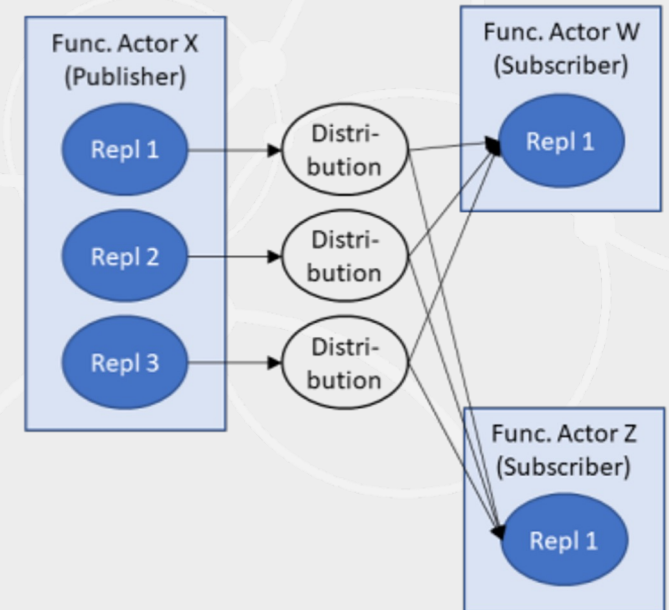 Func. Actor X
(Publisher)
Repl 1
Repl 2
Repl 3
Distri-
bution
Distri-
bution
Distri-
bution
Func. Actor W
(Subscriber)
Repl 1
Func. Actor Z
(Subscriber)
Repl 1